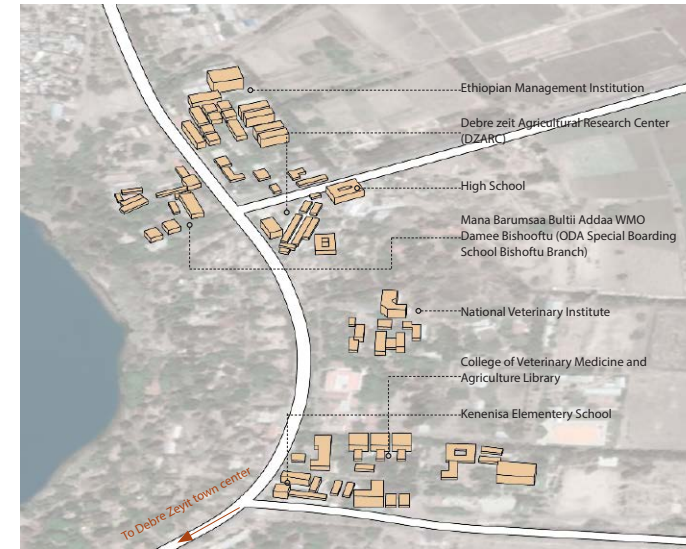 Ethiopian Management Institution
Debre zeit Agricultural Research Center
(DZARC)
High School
Mana Barumsaa Bultii Addaa WMO
Damee Bishooftu (ODA Special Boarding
School Bishoftu Branch)
National Veterinary Institute
College of Veterinary Medicine and
Agriculture Library
Kenenisa Elementery School
To Debre Zeyit town center